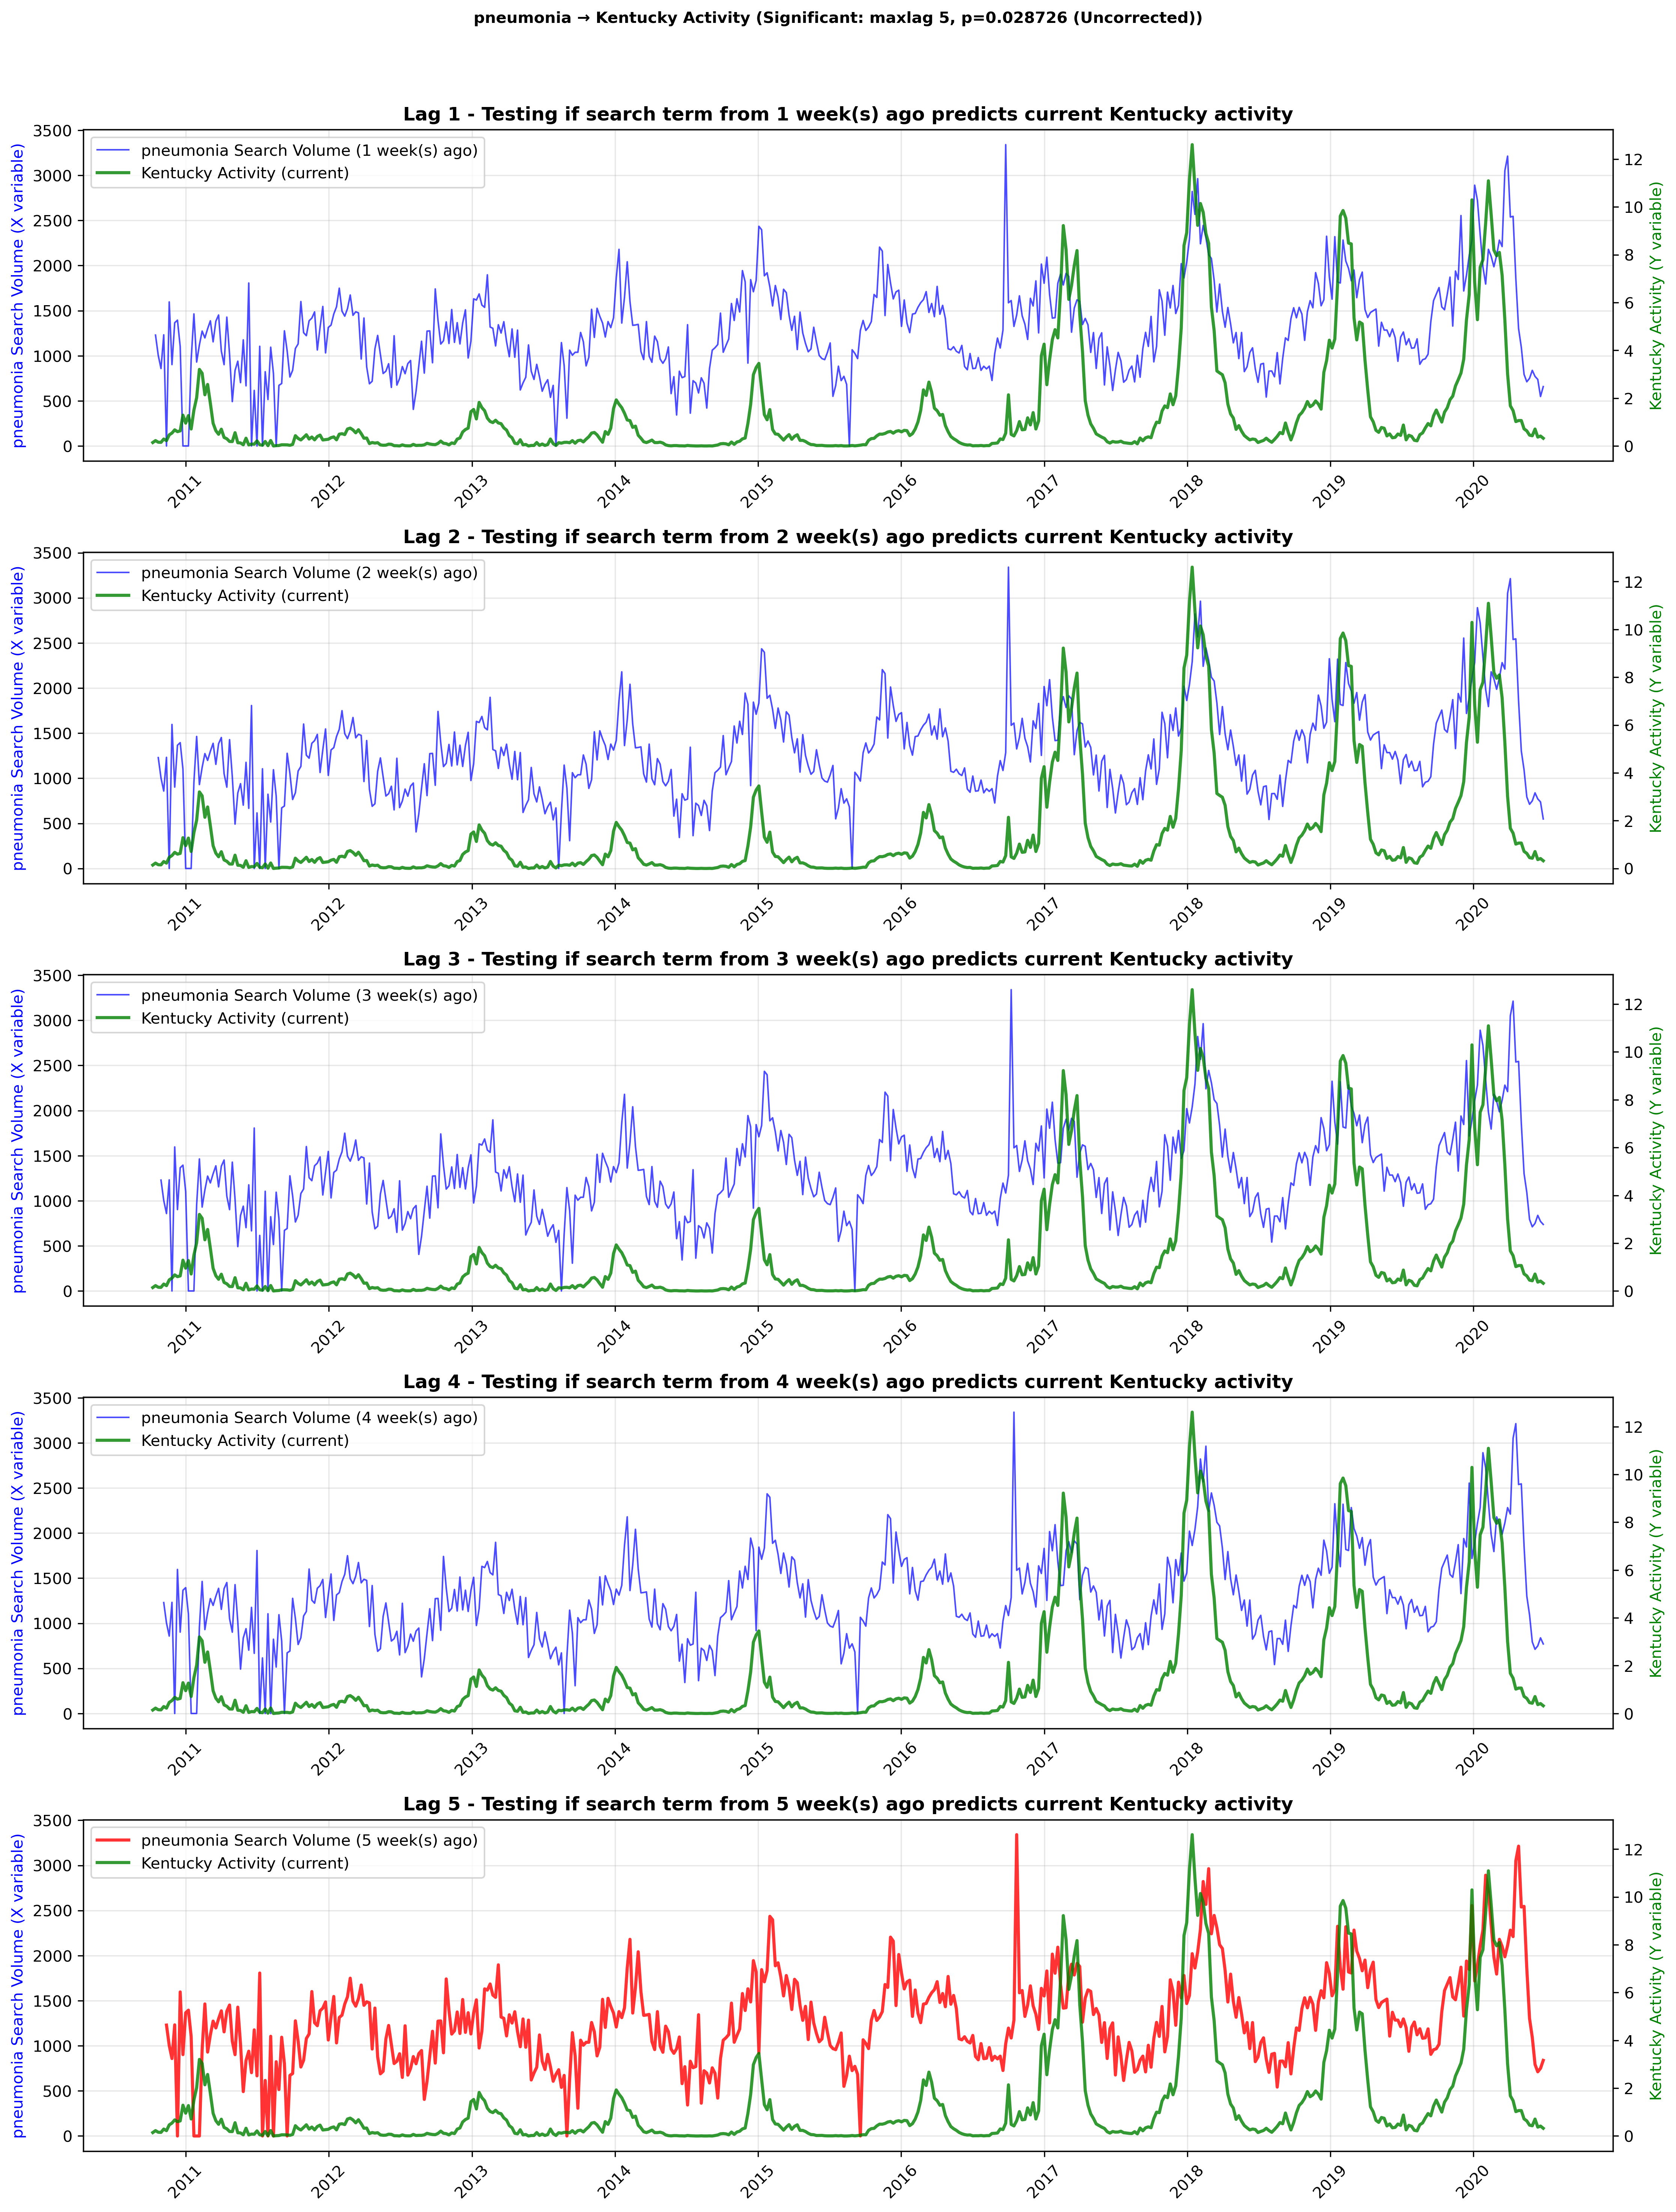 pneumonia → Kentucky Activity (Significant: maxlag 5, p=0.028726 (Uncorrected))
Lag 1 - Testing if search term from 1 week(s) ago predicts current Kentucky activity
pneumonia Search Volume (X variable)
3500
3000
2500
2000
1500
1000
500
0
pneumonia Search Volume (1 week(s) ago)
Kentucky Activity (current)
12
10
8
6
4
2
0
Kentucky Activity (Y variable)
2011 2012 2013 2014 2015 2016 2017 2018 2019 2020
Lag 2 - Testing if search term from 2 week(s) ago predicts current Kentucky activity
pneumonia Search Volume (X variable)
3500
3000
2500
2000
1500
1000
500
0
pneumonia Search Volume (2 week(s) ago)
Kentucky Activity (current)
12
10
8
6
4
2
0
Kentucky Activity (Y variable)
2011 2012 2013 2014 2015 2016 2017 2018 2019 2020
Lag 3 - Testing if search term from 3 week(s) ago predicts current Kentucky activity
pneumonia Search Volume (X variable)
3500
3000
2500
2000
1500
1000
500
0
pneumonia Search Volume (3 week(s) ago)
Kentucky Activity (current)
12
10
8
6
4
2
0
Kentucky Activity (Y variable)
2011 2012 2013 2014 2015 2016 2017 2018 2019 2020
Lag 4 - Testing if search term from 4 week(s) ago predicts current Kentucky activity
pneumonia Search Volume (X variable)
3500
3000
2500
2000
1500
1000
500
0
pneumonia Search Volume (4 week(s) ago)
Kentucky Activity (current)
12
10
8
6
4
2
0
Kentucky Activity (Y variable)
2011 2012 2013 2014 2015 2016 2017 2018 2019 2020
Lag 5 - Testing if search term from 5 week(s) ago predicts current Kentucky activity
pneumonia Search Volume (X variable)
3500
3000
2500
2000
1500
1000
500
0
pneumonia Search Volume (5 week(s) ago)
Kentucky Activity (current)
12
10
8
6
4
2
0
Kentucky Activity (Y variable)
2011 2012 2013 2014 2015 2016 2017 2018 2019 2020